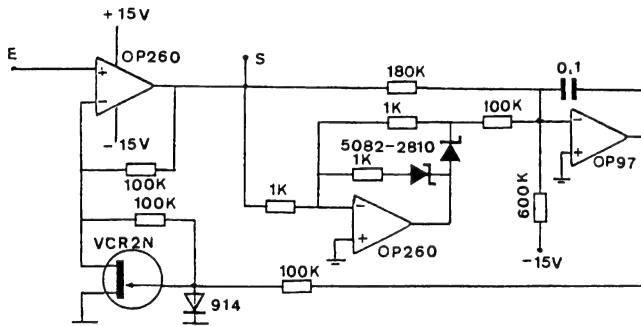 +15V
E
OP260
S
+
−
180K
0,1
-15V
1K
100K
−
+
OP97
5082-2810
1K
100K
100K
1K
−
+
OP260
600K
-15V
VCR2N
100K
914